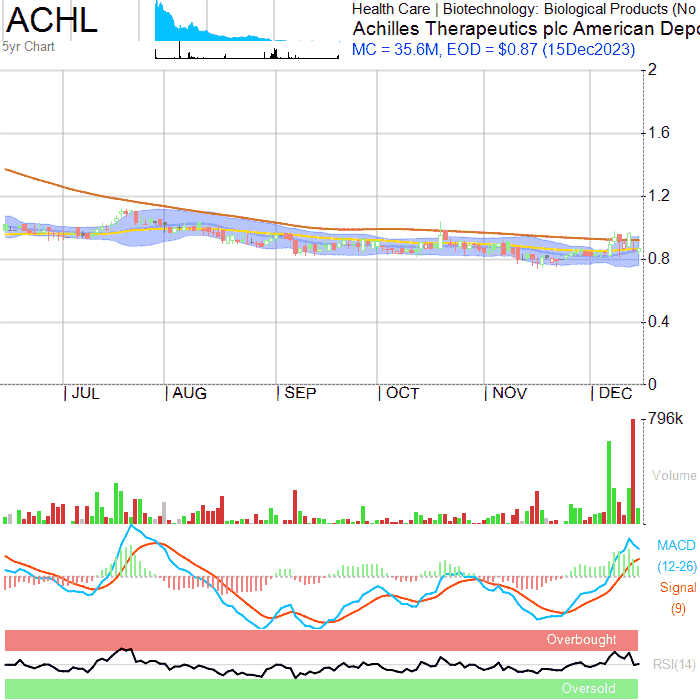 ACHL
5yr Chart
Health Care | Biotechnology: Biological Products (No
Achilles Therapeutics plc American Depo
MC = 35.6M, EOD = $0.87 (15Dec2023)
2
1.6
1.2
0.8
0.4
0
JUL AUG SEP OCT NOV DEC
796k
Volume
MACD
(12-26)
Signal
(9)
Overbought
RSI(14)
Oversold